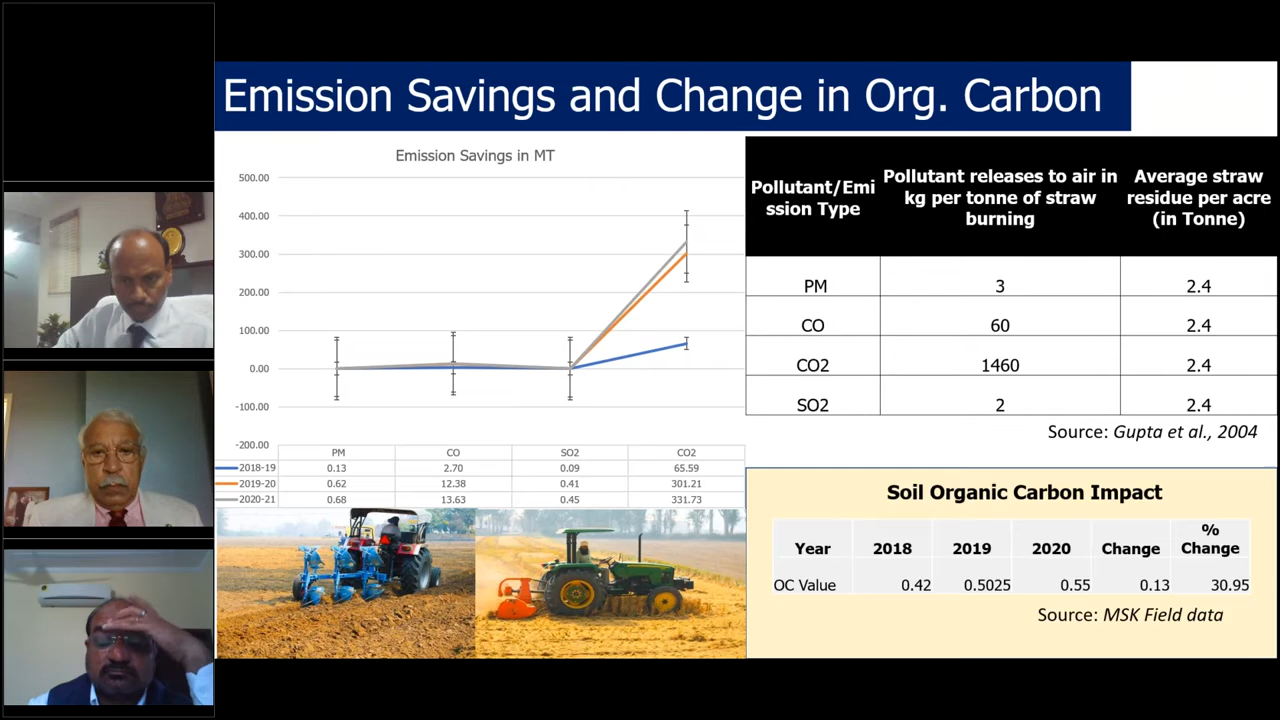 Emission Savings and Change in Org. Carbon
Emission Savings in MT
500.00
400.00
300.00
200.00
100.00
0.00
-100.00
-200.00
PM CO SO2 CO2
2018-19 0.13 2.70 0.09 65.59
2019-20 0.62 12.38 0.41 301.21
2020-21 0.68 13.63 0.45 331.73
Pollutant/Emi
ssion Type
Pollutant releases to air in
kg per tonne of straw
burning
Average straw
residue per acre
(in Tonne)
PM 3 2.4
CO 60 2.4
CO2 1460 2.4
SO2 2 2.4
Source: Gupta et al., 2004
Soil Organic Carbon Impact
Year 2018 2019 2020 Change % Change
OC Value 0.42 0.5025 0.55 0.13 30.95
Source: MSK Field data